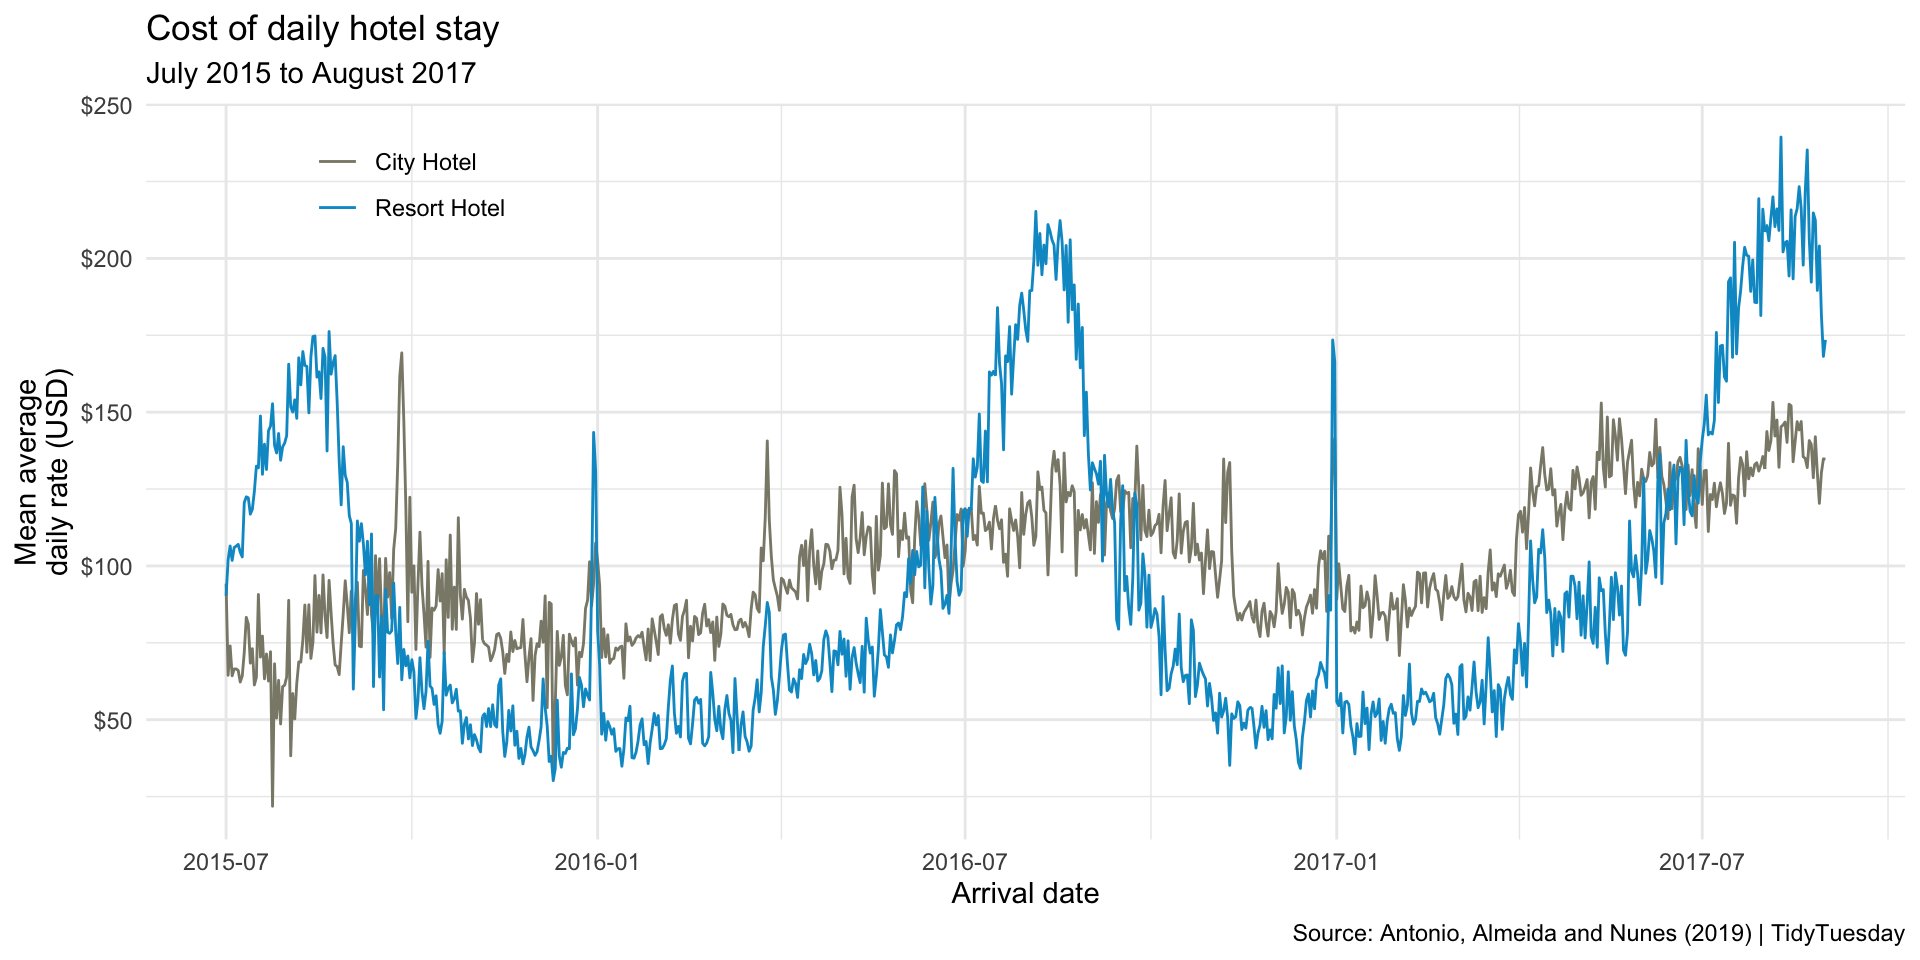 Cost of daily hotel stay
July 2015 to August 2017
$250
$200
$150
$100
$50
Mean average
daily rate (USD)
City Hotel
Resort Hotel
2015-07
2016-01
2016-07
2017-01
2017-07
Arrival date
Source: Antonio, Almeida and Nunes (2019) | TidyTuesday